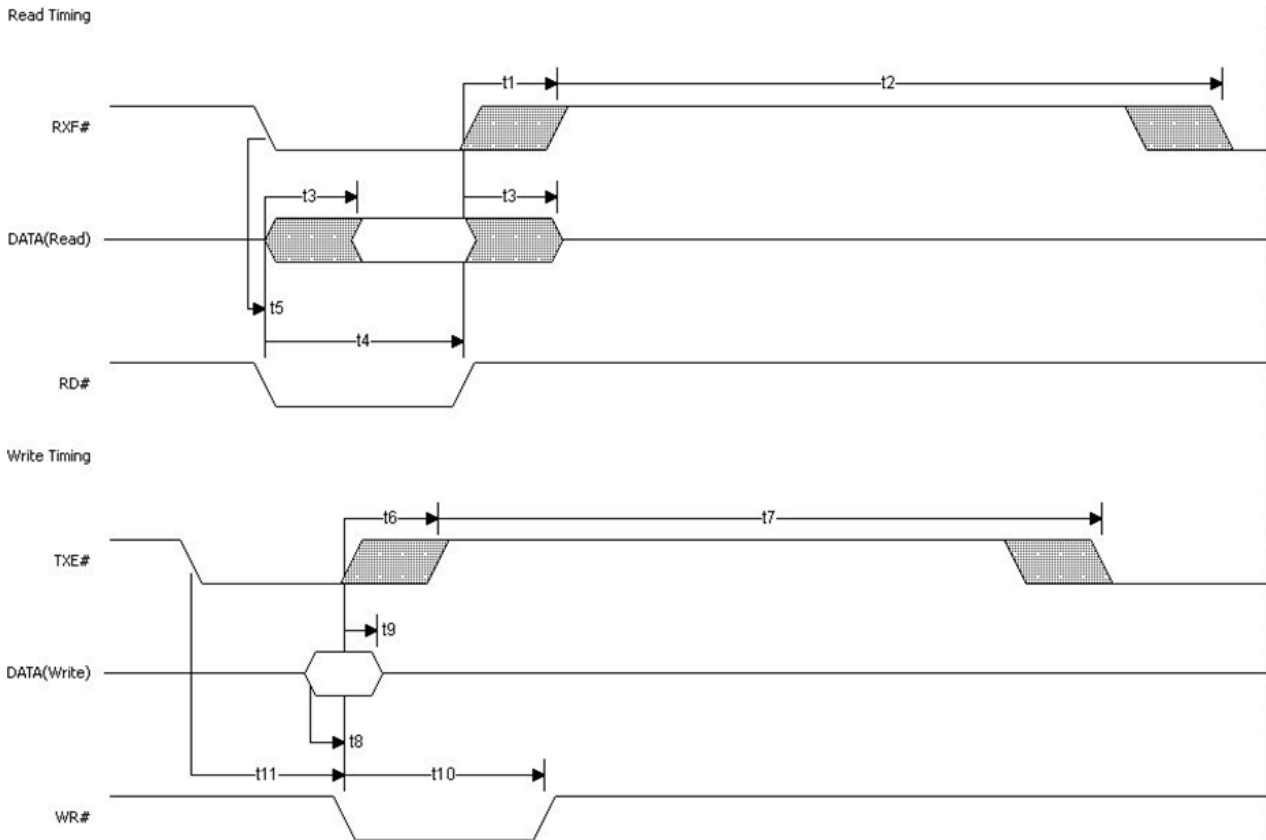 Read Timing
t1
t2
RXF#
t3
t3
DATA(Read)
t5
t4
RD#
Write Timing
t6
t7
TXE#
t9
DATA(Write)
t8
t11
t10
WR#